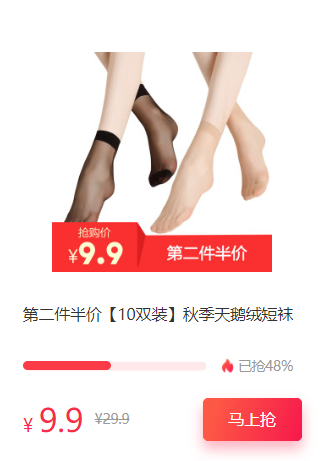 抢购价
¥9.9
第二件半价
第二件半价【10双装】秋季天鹅绒短袜
已抢48%
¥ 9.9 ¥29.9
马上抢